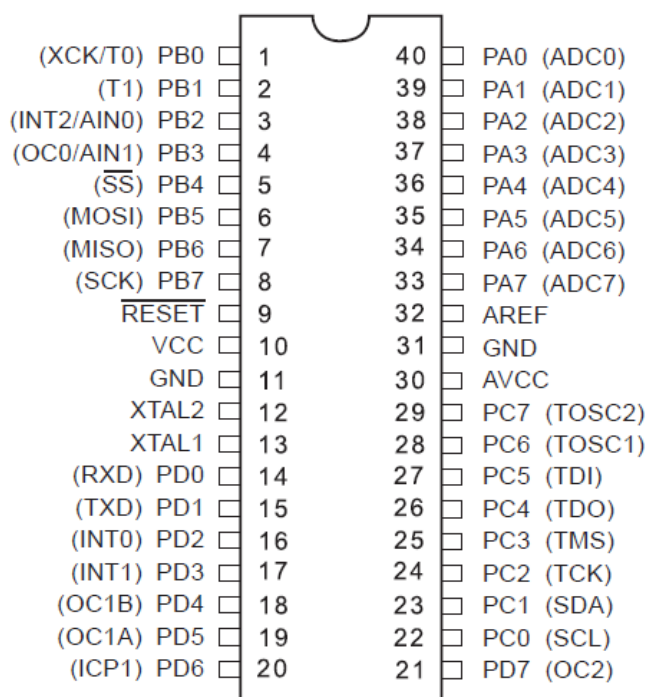 (XCK/T0) PB0 1 40 PA0 (ADC0)
(T1) PB1 2 39 PA1 (ADC1)
(INT2/AIN0) PB2 3 38 PA2 (ADC2)
(OC0/AIN1) PB3 4 37 PA3 (ADC3)
(S̅S̅) PB4 5 36 PA4 (ADC4)
(MOSI) PB5 6 35 PA5 (ADC5)
(MISO) PB6 7 34 PA6 (ADC6)
(SCK) PB7 8 33 PA7 (ADC7)
R̅E̅S̅E̅T̅ 9 32 AREF
VCC 10 31 GND
GND 11 30 AVCC
XTAL2 12 29 PC7 (TOSC2)
XTAL1 13 28 PC6 (TOSC1)
(RXD) PD0 14 27 PC5 (TDI)
(TXD) PD1 15 26 PC4 (TDO)
(INT0) PD2 16 25 PC3 (TMS)
(INT1) PD3 17 24 PC2 (TCK)
(OC1B) PD4 18 23 PC1 (SDA)
(OC1A) PD5 19 22 PC0 (SCL)
(ICP1) PD6 20 21 PD7 (OC2)